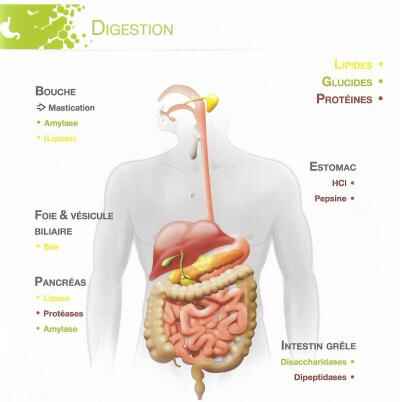 DIGESTION
LIPIDES •
GLUCIDES •
PROTÉINES •
BOUCHE
➩ Mastication
• Amylase
• (Lipase)
ESTOMAC
HCl •
Pepsine •
FOIE & VÉSICULE
BILIAIRE
• Bile
PANCRÉAS
• Lipase
• Protéases
• Amylase
INTESTIN GRÊLE
Disaccharidases •
Dipeptidases •